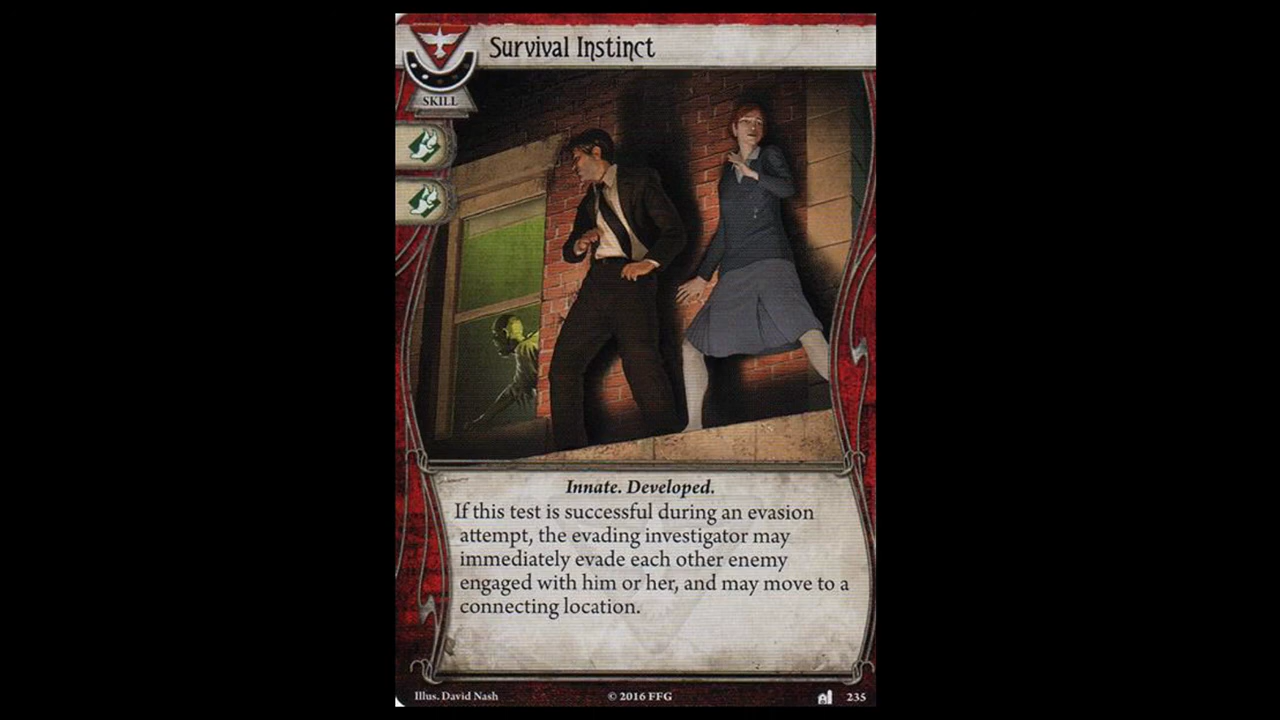 Survival Instinct
SKILL
Innate. Developed.
If this test is successful during an evasion
attempt, the evading investigator may
immediately evade each other enemy
engaged with him or her, and may move to a
connecting location.
Illus. David Nash
© 2016 FFG
235